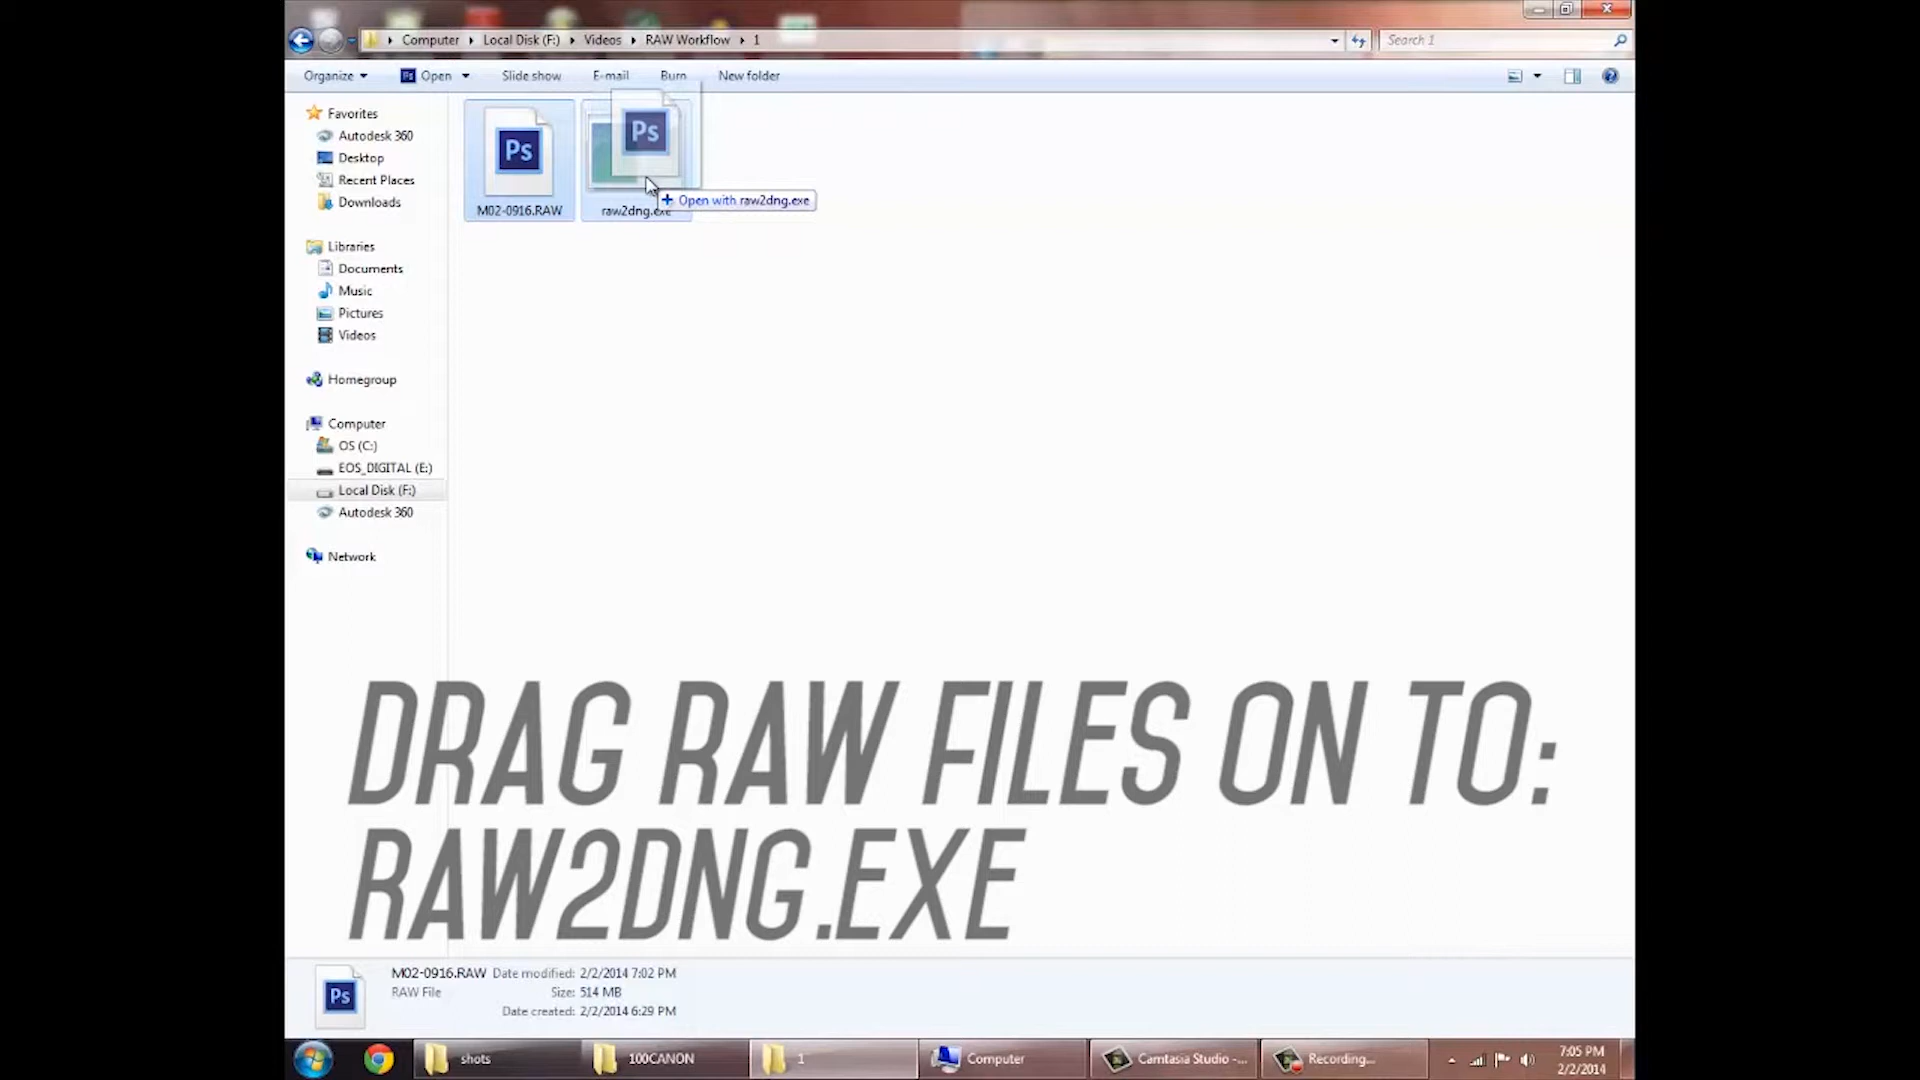 Computer Local Disk (F:) Videos RAW Workflow 1
Search 1
Organize Open Slide show E-mail Burn New folder
Favorites
Autodesk 360
Desktop
Recent Places
Downloads
Libraries
Documents
Music
Pictures
Videos
Homegroup
Computer
OS (C:)
EOS_DIGITAL (E:)
Local Disk (F:)
Autodesk 360
Network
Ps
Ps
Open with raw2dng.exe
M02-0916.RAW
raw2dng.exe
DRAG RAW FILES ON TO:
RAW2DNG.EXE
Ps
M02-0916.RAW Date modified: 2/2/2014 7:02 PM
RAW File Size: 514 MB
Date created: 2/2/2014 6:29 PM
shots 100CANON 1 Computer Camtasia Studio -... Recording...
7:05 PM
2/2/2014